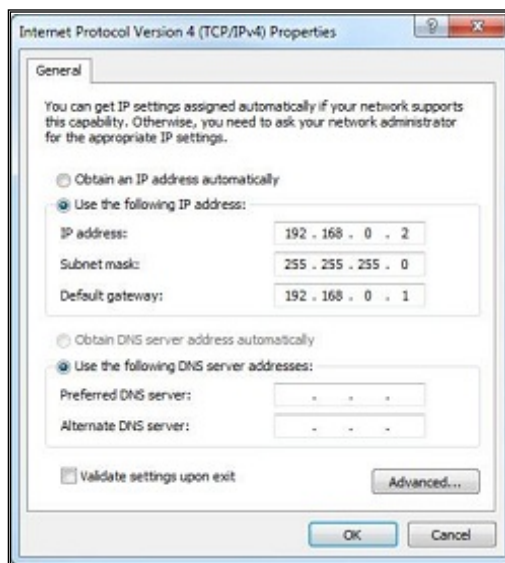 Internet Protocol Version 4 (TCP/IPv4) Properties
General
You can get IP settings assigned automatically if your network supports
this capability. Otherwise, you need to ask your network administrator
for the appropriate IP settings.
Obtain an IP address automatically
Use the following IP address:
IP address: 192 . 168 . 0 . 2
Subnet mask: 255 . 255 . 255 . 0
Default gateway: 192 . 168 . 0 . 1
Obtain DNS server address automatically
Use the following DNS server addresses:
Preferred DNS server: . . .
Alternate DNS server: . . .
Validate settings upon exit
Advanced...
OK Cancel